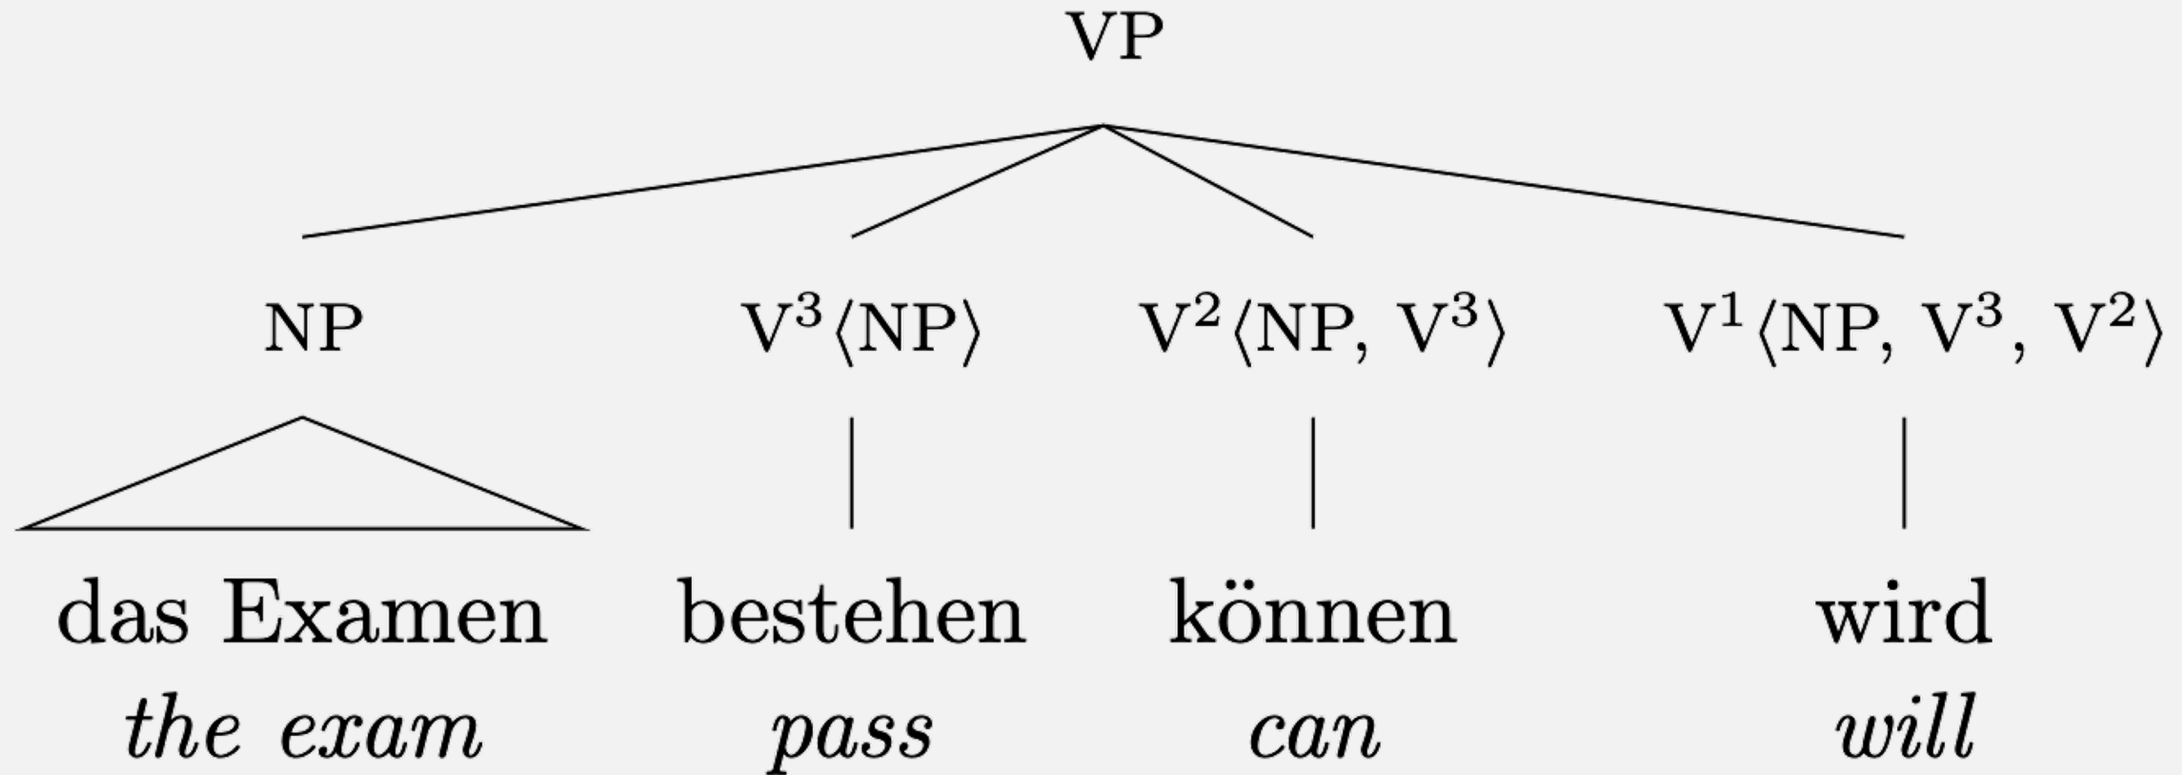 VP
NP V³⟨NP⟩ V²⟨NP, V³⟩ V¹⟨NP, V³, V²⟩
das Examen bestehen können wird
the exam pass can will